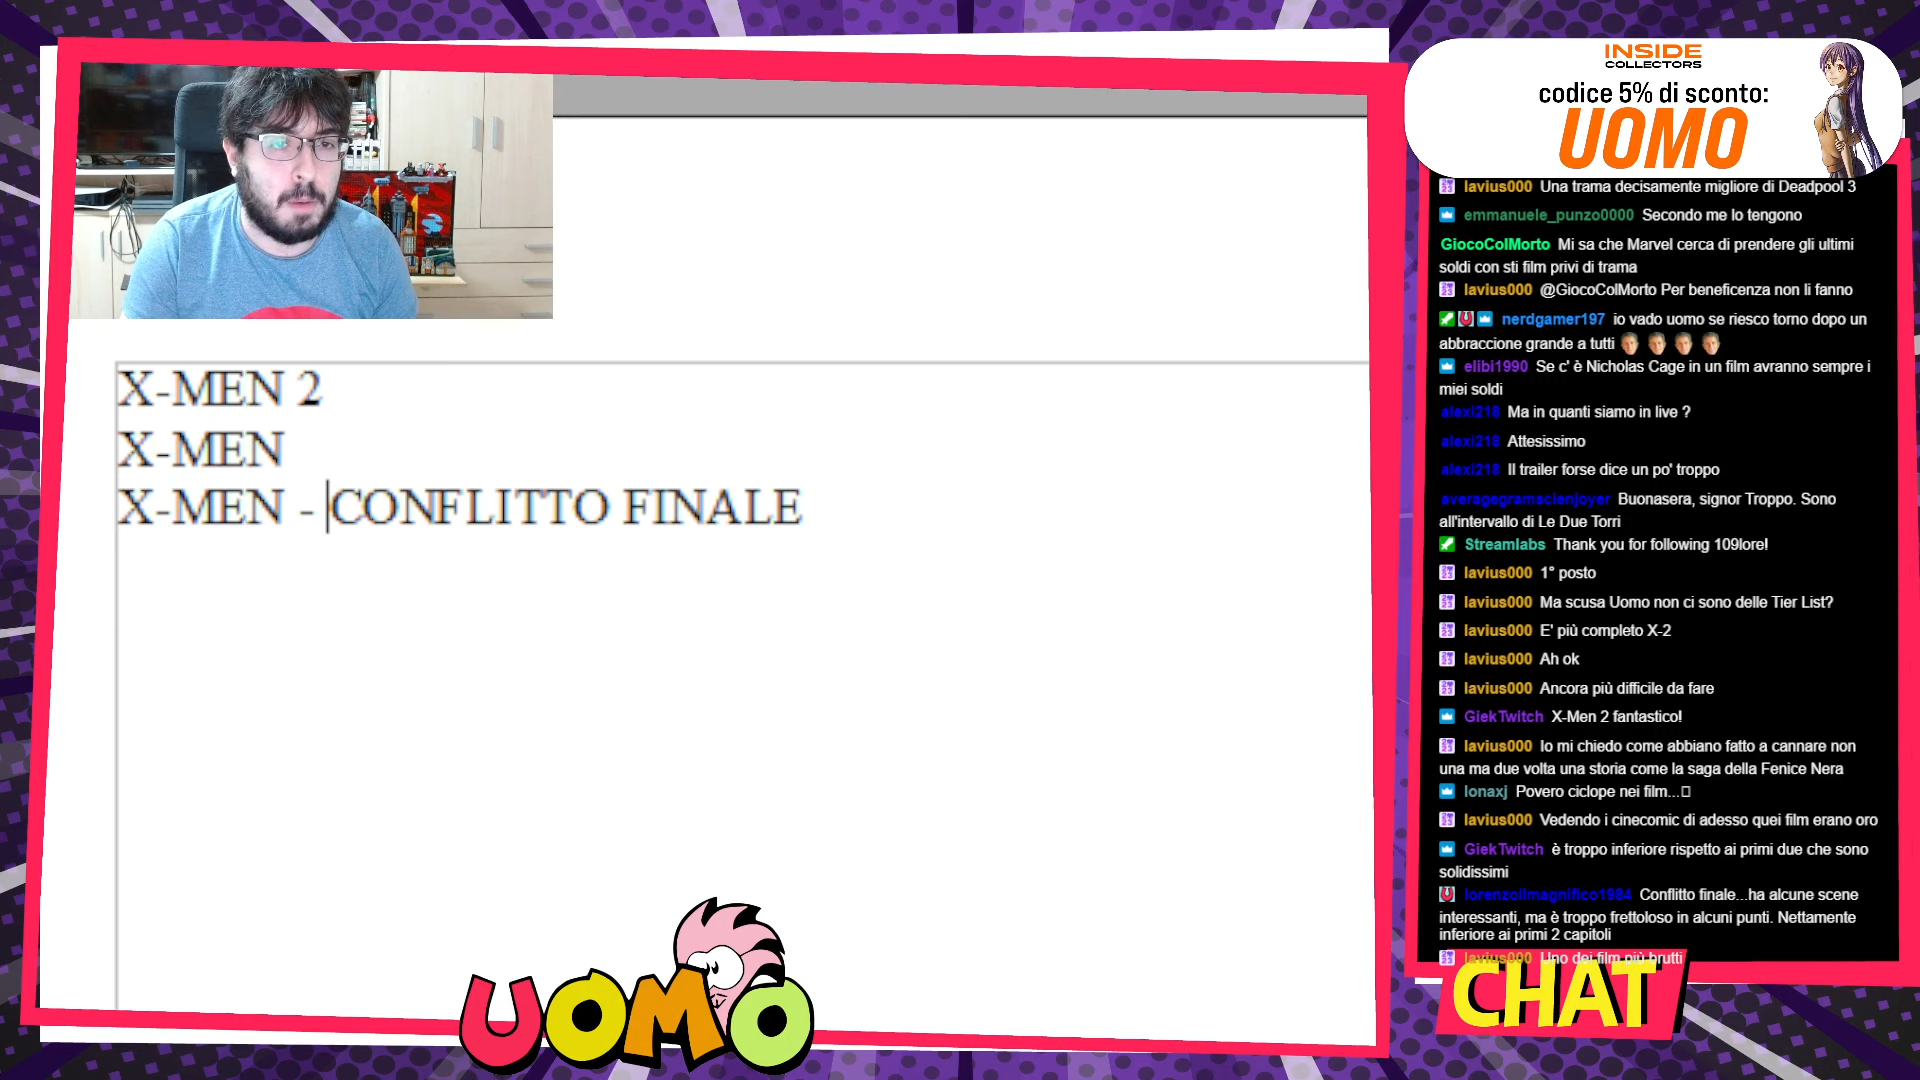 X-MEN 2
X-MEN
X-MEN - CONFLITTO FINALE
UOMO
INSIDE
COLLECTORS
codice 5% di sconto:
UOMO
lavius000 Una trama decisamente migliore di Deadpool 3
emmanuele_punzo0000 Secondo me lo tengono
GiocoColMorto Mi sa che Marvel cerca di prendere gli ultimi
soldi con sti film privi di trama
lavius000 @GiocoColMorto Per beneficenza non li fanno
nerdgamer197 io vado uomo se riesco torno dopo un
abbraccione grande a tutti
elibi1990 Se c' è Nicholas Cage in un film avranno sempre i
miei soldi
alexi218 Ma in quanti siamo in live ?
alexi218 Attesissimo
alexi218 Il trailer forse dice un po' troppo
averagegramscienjoyer Buonasera, signor Troppo. Sono
all'intervallo di Le Due Torri
Streamlabs Thank you for following 109lore!
lavius000 1° posto
lavius000 Ma scusa Uomo non ci sono delle Tier List?
lavius000 E' più completo X-2
lavius000 Ah ok
lavius000 Ancora più difficile da fare
GiekTwitch X-Men 2 fantastico!
lavius000 Io mi chiedo come abbiano fatto a cannare non
una ma due volta una storia come la saga della Fenice Nera
lonaxj Povero ciclope nei film...
lavius000 Vedendo i cinecomic di adesso quei film erano oro
GiekTwitch è troppo inferiore rispetto ai primi due che sono
solidissimi
lorenzoilmagnifico1984 Conflitto finale...ha alcune scene
interessanti, ma è troppo frettoloso in alcuni punti. Nettamente
inferiore ai primi 2 capitoli
lavius000 Uno dei film più brutti
CHAT